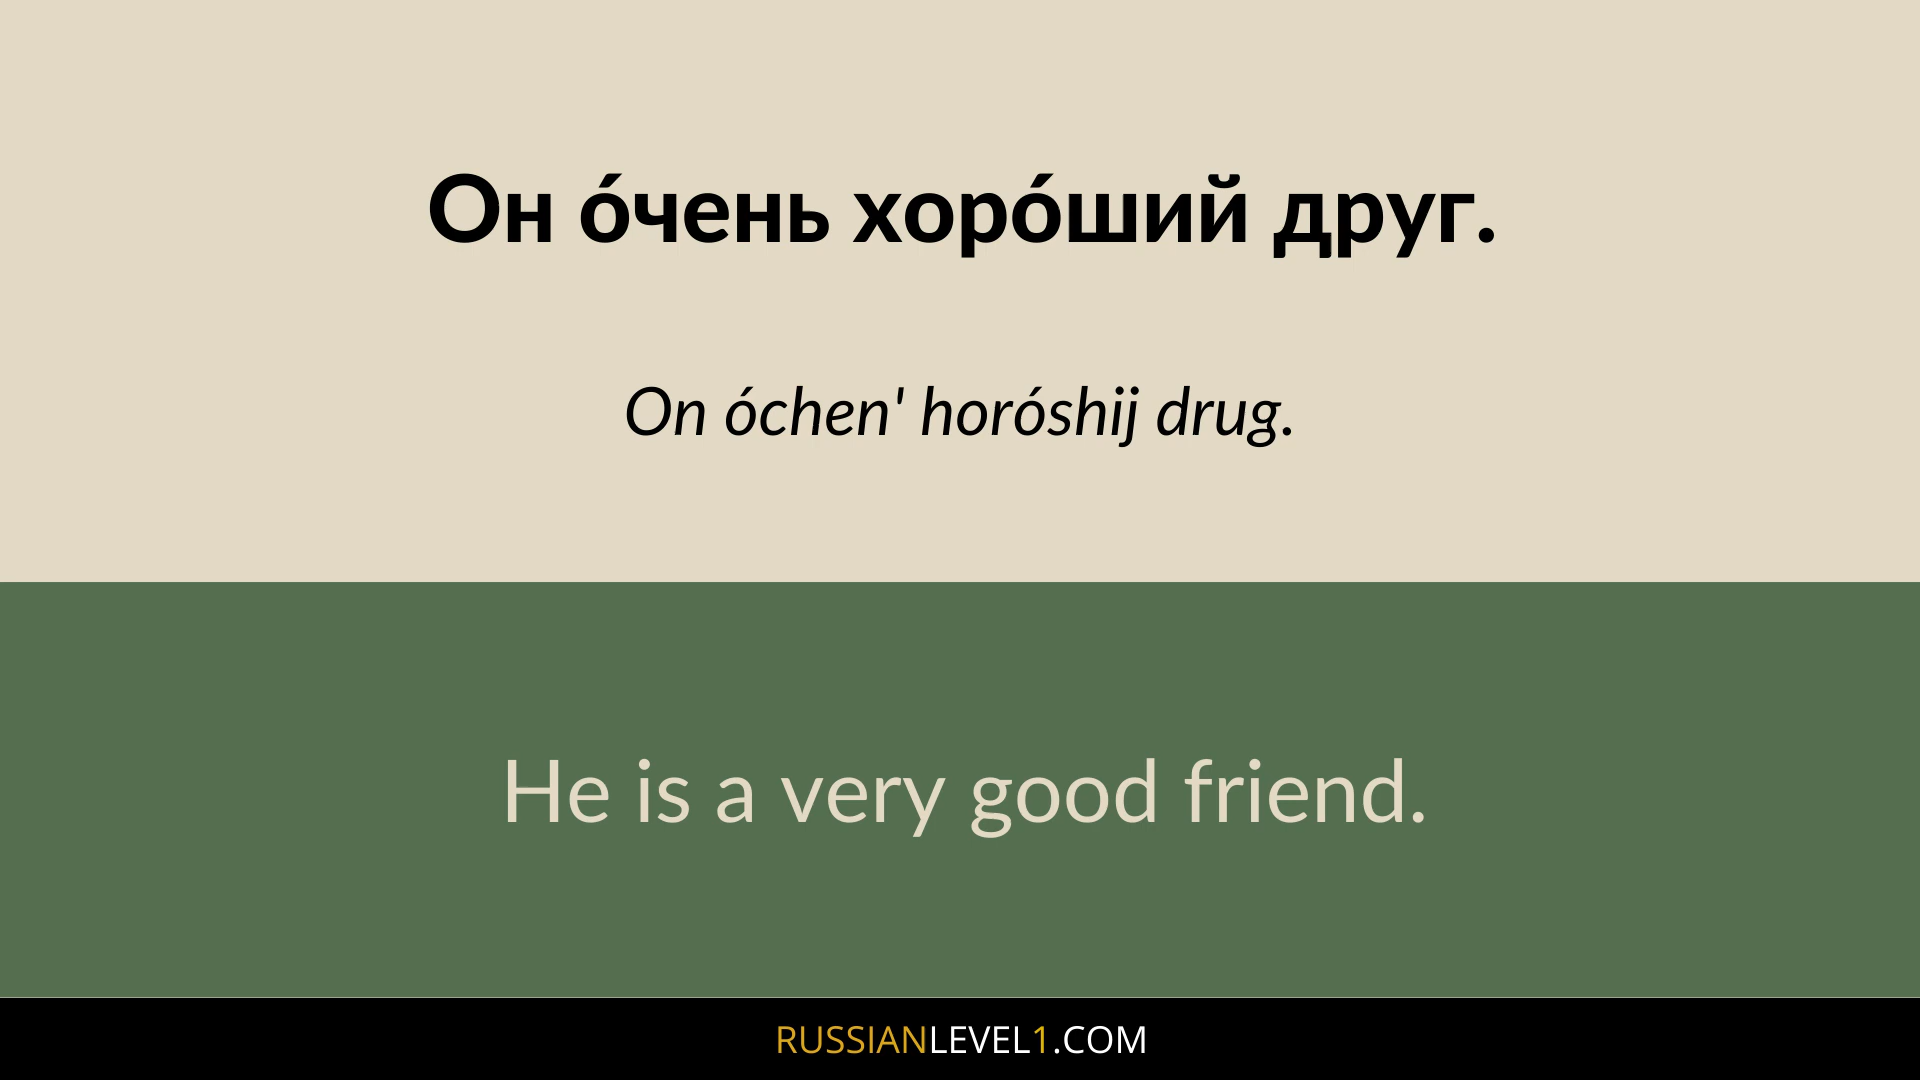 Он о́чень хоро́ший друг.
On óchen' horóshij drug.
He is a very good friend.
RUSSIANLEVEL1.COM